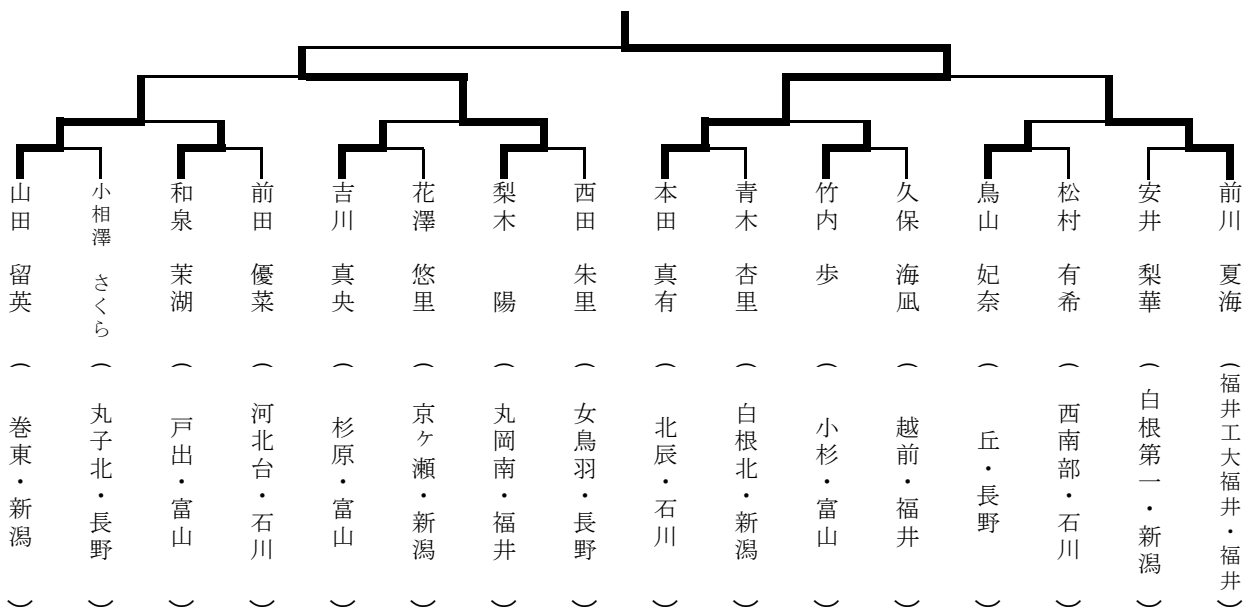 山田 留英 （ 巻東・新潟 ）
小相澤 さくら （ 丸子北・長野 ）
和泉 茉湖 （ 戸出・富山 ）
前田 優菜 （ 河北台・石川 ）
吉川 真央 （ 杉原・富山 ）
花澤 悠里 （ 京ケ瀬・新潟 ）
梨木 陽 （ 丸岡南・福井 ）
西田 朱里 （ 女鳥羽・長野 ）
本田 真有 （ 北辰・石川 ）
青木 杏里 （ 白根北・新潟 ）
竹内 歩 （ 小杉・富山 ）
久保 海凪 （ 越前・福井 ）
鳥山 妃奈 （ 丘・長野 ）
松村 有希 （ 西南部・石川 ）
安井 梨華 （ 白根第一・新潟 ）
前川 夏海 （ 福井工大福井・福井 ）